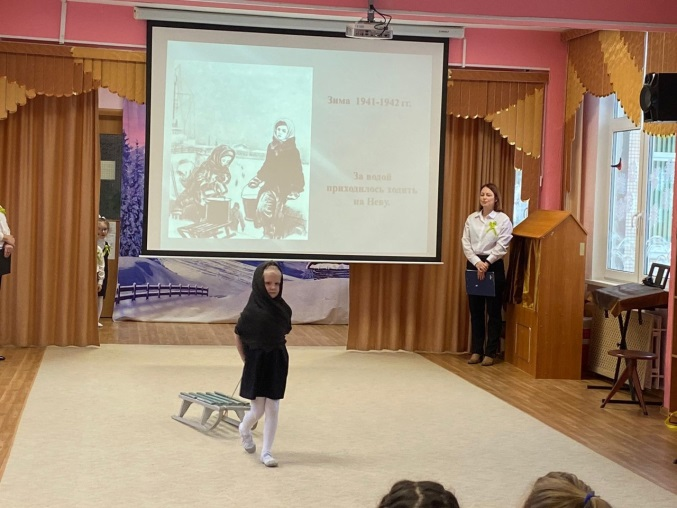 Зима 1941-1942 гг.
За водой
приходилось ходить
на Неву.